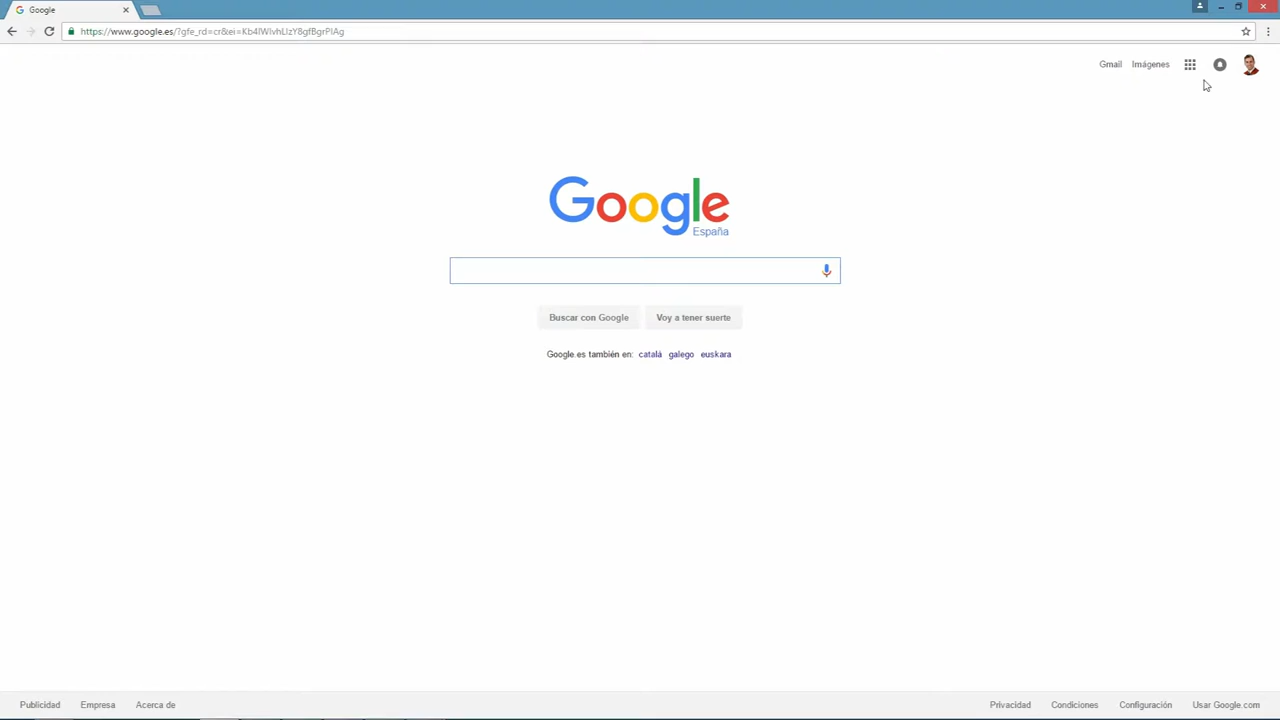 Google
https://www.google.es/?gfe_rd=cr&ei=
Gmail Imágenes
Google
España
Buscar con Google Voy a tener suerte
Google.es también en: català galego euskara
Publicidad Empresa Acerca de Privacidad Condiciones Configuración Usar Google.com